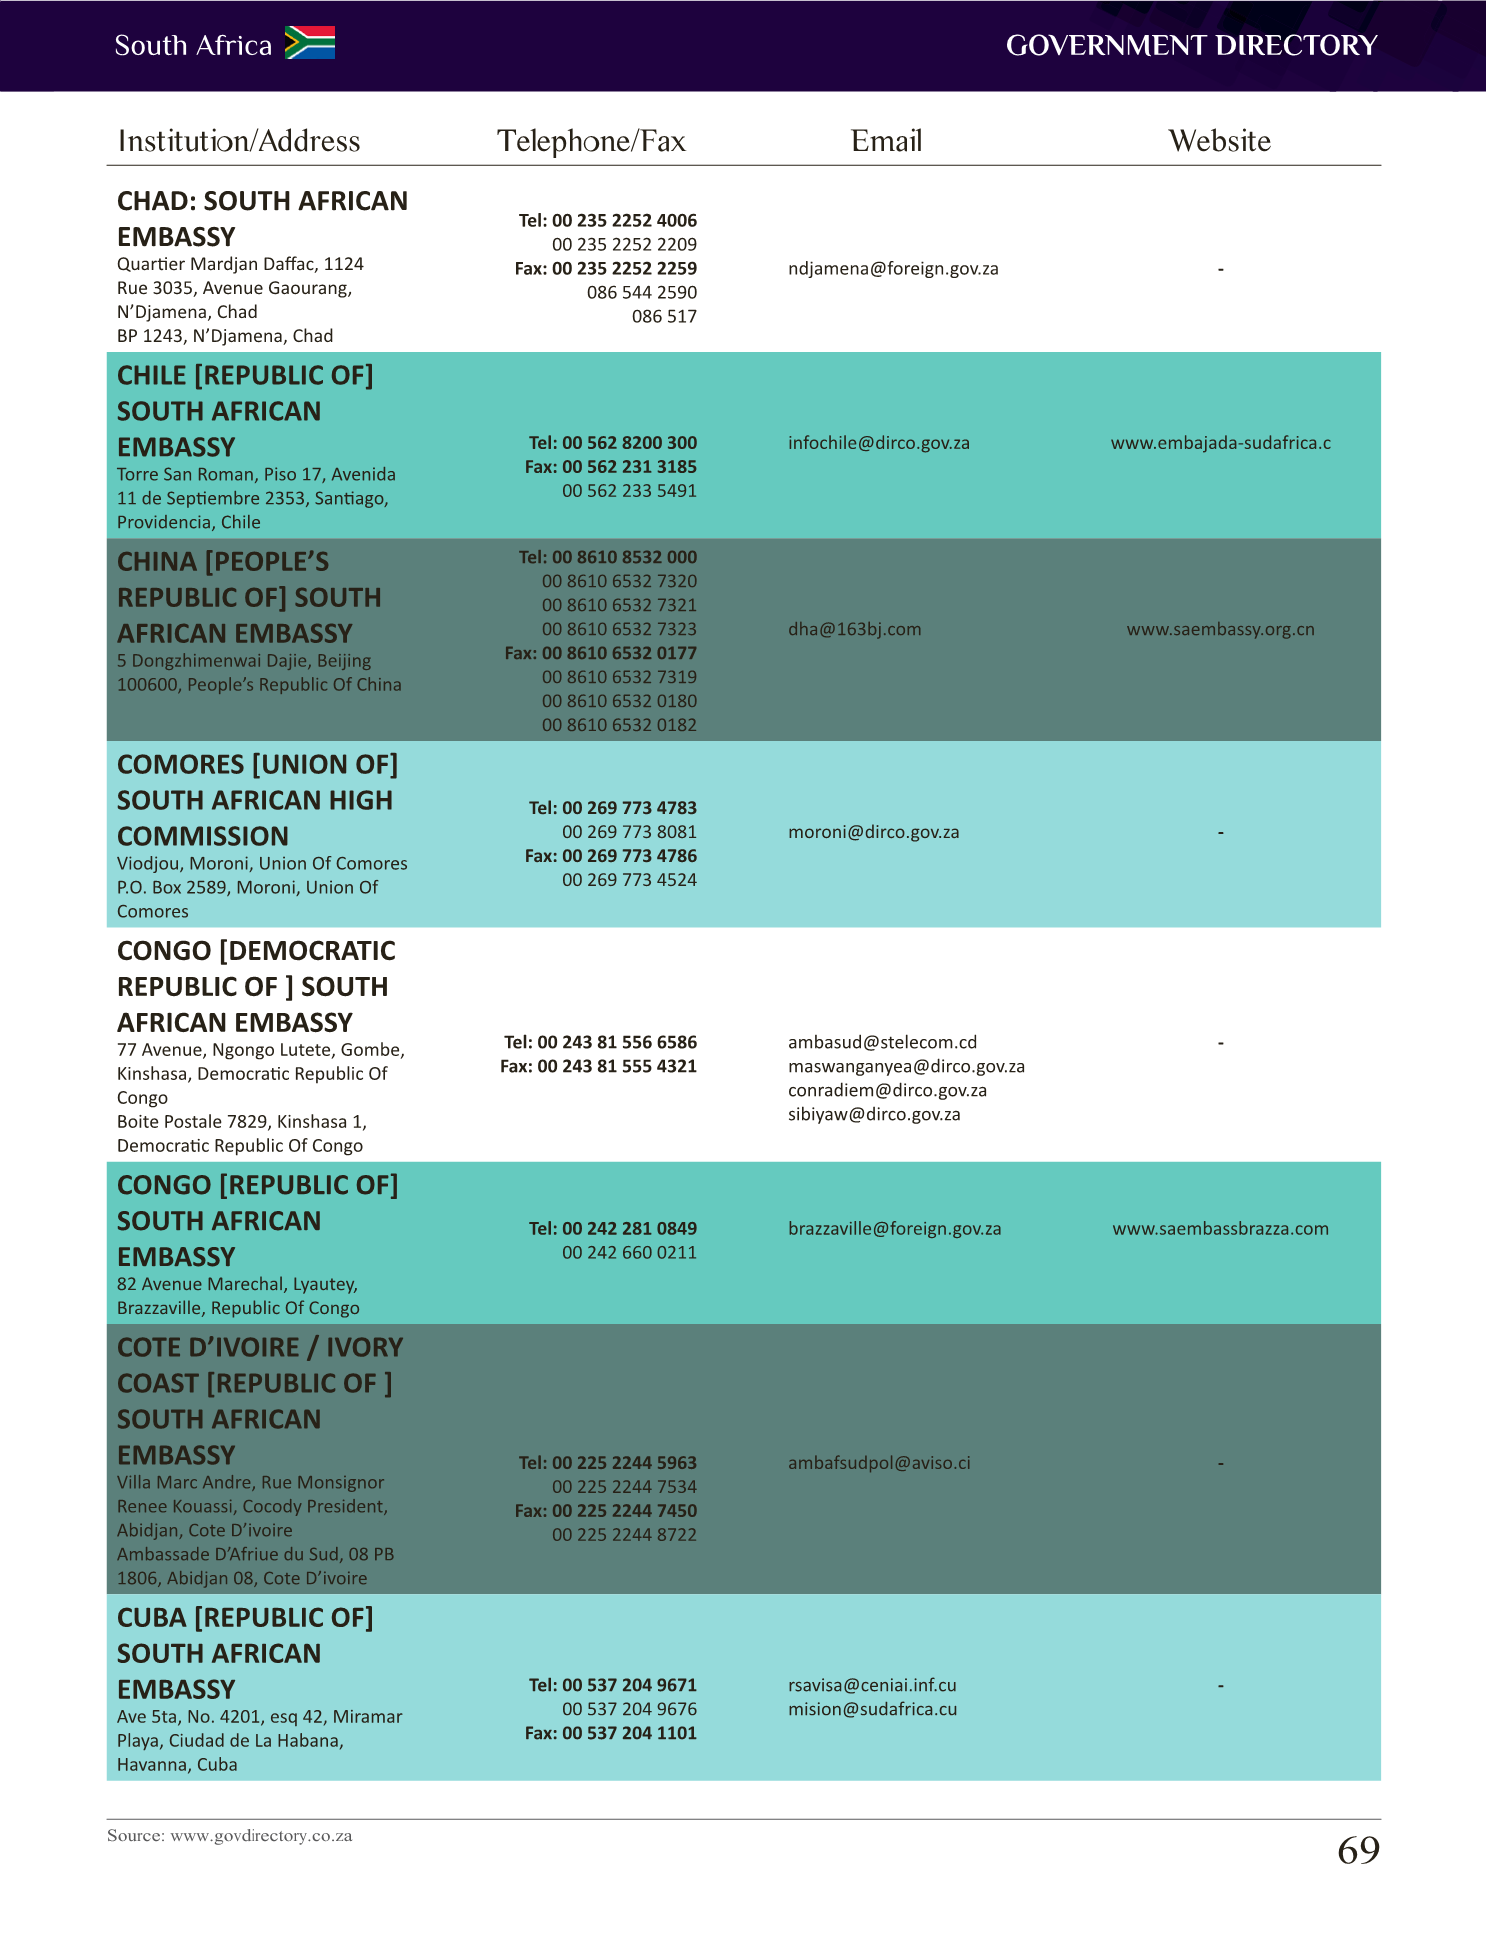 South Africa
GOVERNMENT DIRECTORY
Institution/Address Telephone/Fax Email Website
CHAD: SOUTH AFRICAN
EMBASSY
Quartier Mardjan Daffac, 1124
Rue 3035, Avenue Gaourang,
N’Djamena, Chad
BP 1243, N’Djamena, Chad
Tel: 00 235 2252 4006
00 235 2252 2209
Fax: 00 235 2252 2259
086 544 2590
086 517
ndjamena@foreign.gov.za
-
CHILE [REPUBLIC OF]
SOUTH AFRICAN
EMBASSY
Torre San Roman, Piso 17, Avenida
11 de Septiembre 2353, Santiago,
Providencia, Chile
Tel: 00 562 8200 300
Fax: 00 562 231 3185
00 562 233 5491
infochile@dirco.gov.za
www.embajada-sudafrica.c
CHINA [PEOPLE’S
REPUBLIC OF] SOUTH
AFRICAN EMBASSY
5 Dongzhimenwai Dajie, Beijing
100600, People’s Republic Of China
Tel: 00 8610 8532 000
00 8610 6532 7320
00 8610 6532 7321
00 8610 6532 7323
Fax: 00 8610 6532 0177
00 8610 6532 7319
00 8610 6532 0180
00 8610 6532 0182
dha@163bj.com
www.saembassy.org.cn
COMORES [UNION OF]
SOUTH AFRICAN HIGH
COMMISSION
Viodjou, Moroni, Union Of Comores
P.O. Box 2589, Moroni, Union Of
Comores
Tel: 00 269 773 4783
00 269 773 8081
Fax: 00 269 773 4786
00 269 773 4524
moroni@dirco.gov.za
-
CONGO [DEMOCRATIC
REPUBLIC OF ] SOUTH
AFRICAN EMBASSY
77 Avenue, Ngongo Lutete, Gombe,
Kinshasa, Democratic Republic Of
Congo
Boite Postale 7829, Kinshasa 1,
Democratic Republic Of Congo
Tel: 00 243 81 556 6586
Fax: 00 243 81 555 4321
ambasud@stelecom.cd
maswanganyea@dirco.gov.za
conradiem@dirco.gov.za
sibiyaw@dirco.gov.za
-
CONGO [REPUBLIC OF]
SOUTH AFRICAN
EMBASSY
82 Avenue Marechal, Lyautey,
Brazzaville, Republic Of Congo
Tel: 00 242 281 0849
00 242 660 0211
brazzaville@foreign.gov.za
www.saembassbrazza.com
COTE D’IVOIRE / IVORY
COAST [REPUBLIC OF ]
SOUTH AFRICAN
EMBASSY
Villa Marc Andre, Rue Monsignor
Renee Kouassi, Cocody President,
Abidjan, Cote D’ivoire
Ambassade D’Afriue du Sud, 08 PB
1806, Abidjan 08, Cote D’ivoire
Tel: 00 225 2244 5963
00 225 2244 7534
Fax: 00 225 2244 7450
00 225 2244 8722
ambafsudpol@aviso.ci
-
CUBA [REPUBLIC OF]
SOUTH AFRICAN
EMBASSY
Ave 5ta, No. 4201, esq 42, Miramar
Playa, Ciudad de La Habana,
Havanna, Cuba
Tel: 00 537 204 9671
00 537 204 9676
Fax: 00 537 204 1101
rsavisa@ceniai.inf.cu
mision@sudafrica.cu
-
Source: www.govdirectory.co.za
69